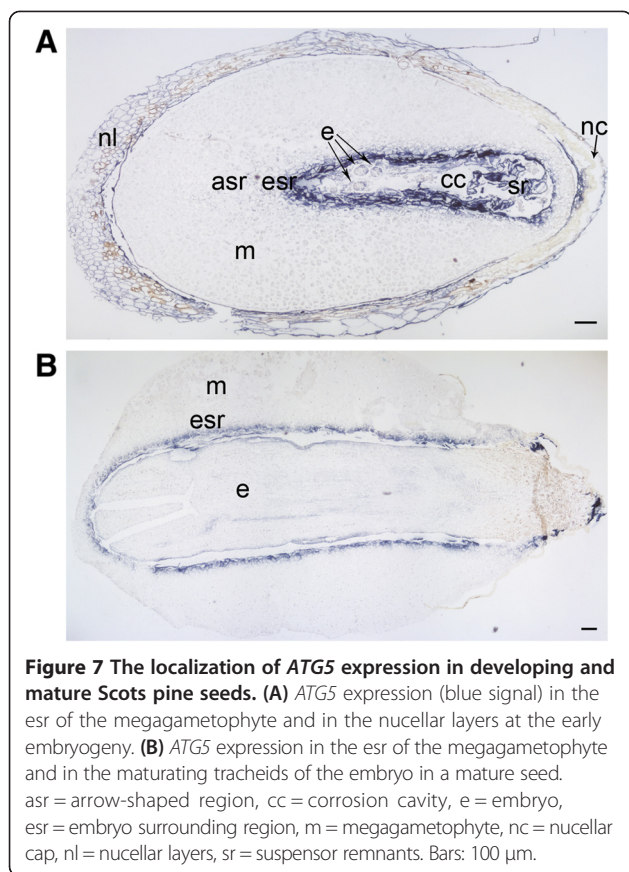 A
nl
e
nc
asr
esr
cc
sr
m
B
m
esr
e
Figure 7 The localization of ATG5 expression in developing and
mature Scots pine seeds. (A) ATG5 expression (blue signal) in the
esr of the megagametophyte and in the nucellar layers at the early
embryogeny. (B) ATG5 expression in the esr of the megagametophyte
and in the maturating tracheids of the embryo in a mature seed.
asr = arrow-shaped region, cc = corrosion cavity, e = embryo,
esr = embryo surrounding region, m = megagametophyte, nc = nucellar
cap, nl = nucellar layers, sr = suspensor remnants. Bars: 100 μm.